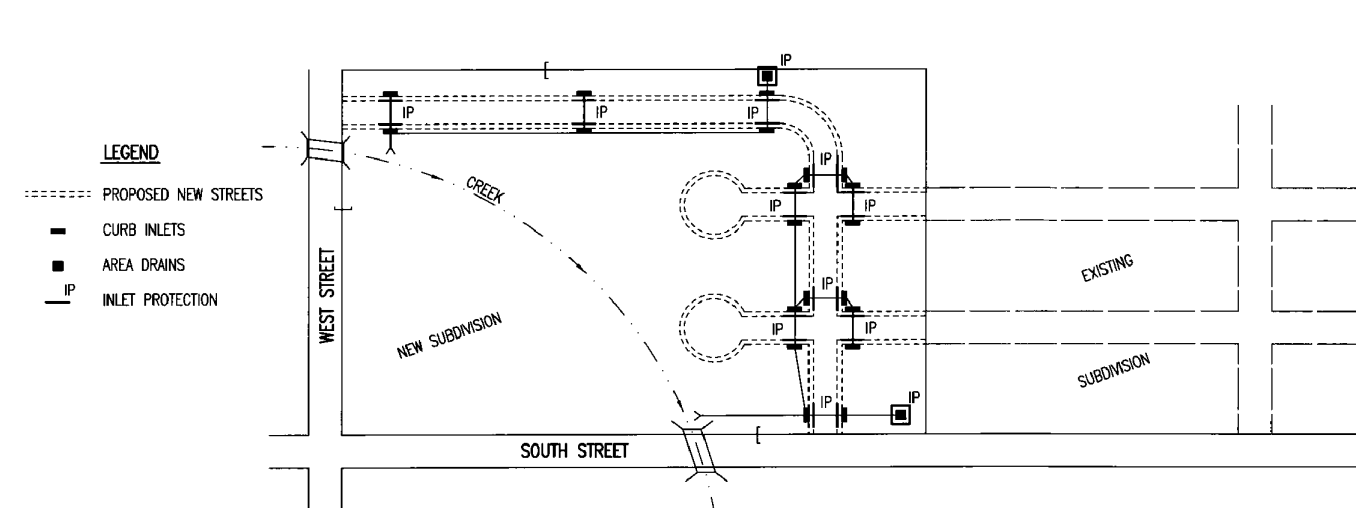 IP
IP
IP
IP
LEGEND
PROPOSED NEW STREETS
CURB INLETS
AREA DRAINS
IP
INLET PROTECTION
WEST STREET
CREEK
NEW SUBDIVISION
IP
IP
IP
IP
IP
IP
IP
IP
EXISTING
SUBDIVISION
SOUTH STREET